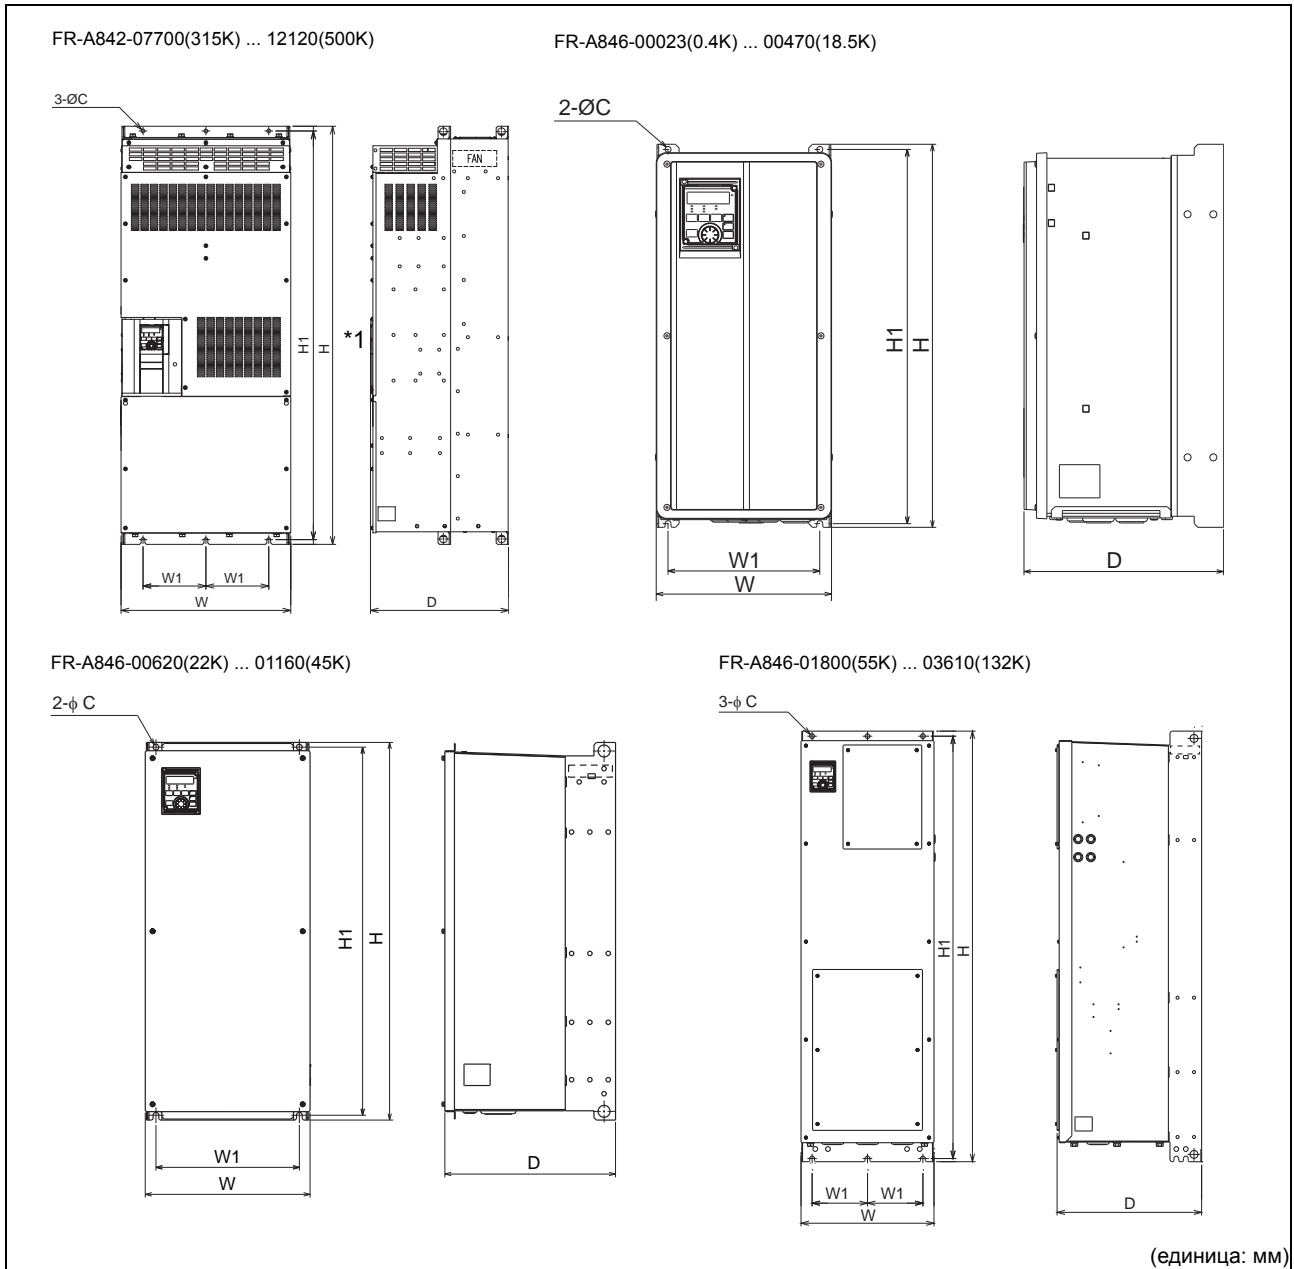 FR-A842-07700(315K) ... 12120(500K)
FR-A846-00023(0.4K) ... 00470(18.5K)
3-ØC
FAN
*1
H1
H
W1
W1
W
D
2-ØC
H1
H
W1
W
D
FR-A846-00620(22K) ... 01160(45K)
FR-A846-01800(55K) ... 03610(132K)
2-ϕ C
H1
H
W1
W
D
3-ϕ C
H1
H
W1
W1
W
D
(единица: мм)